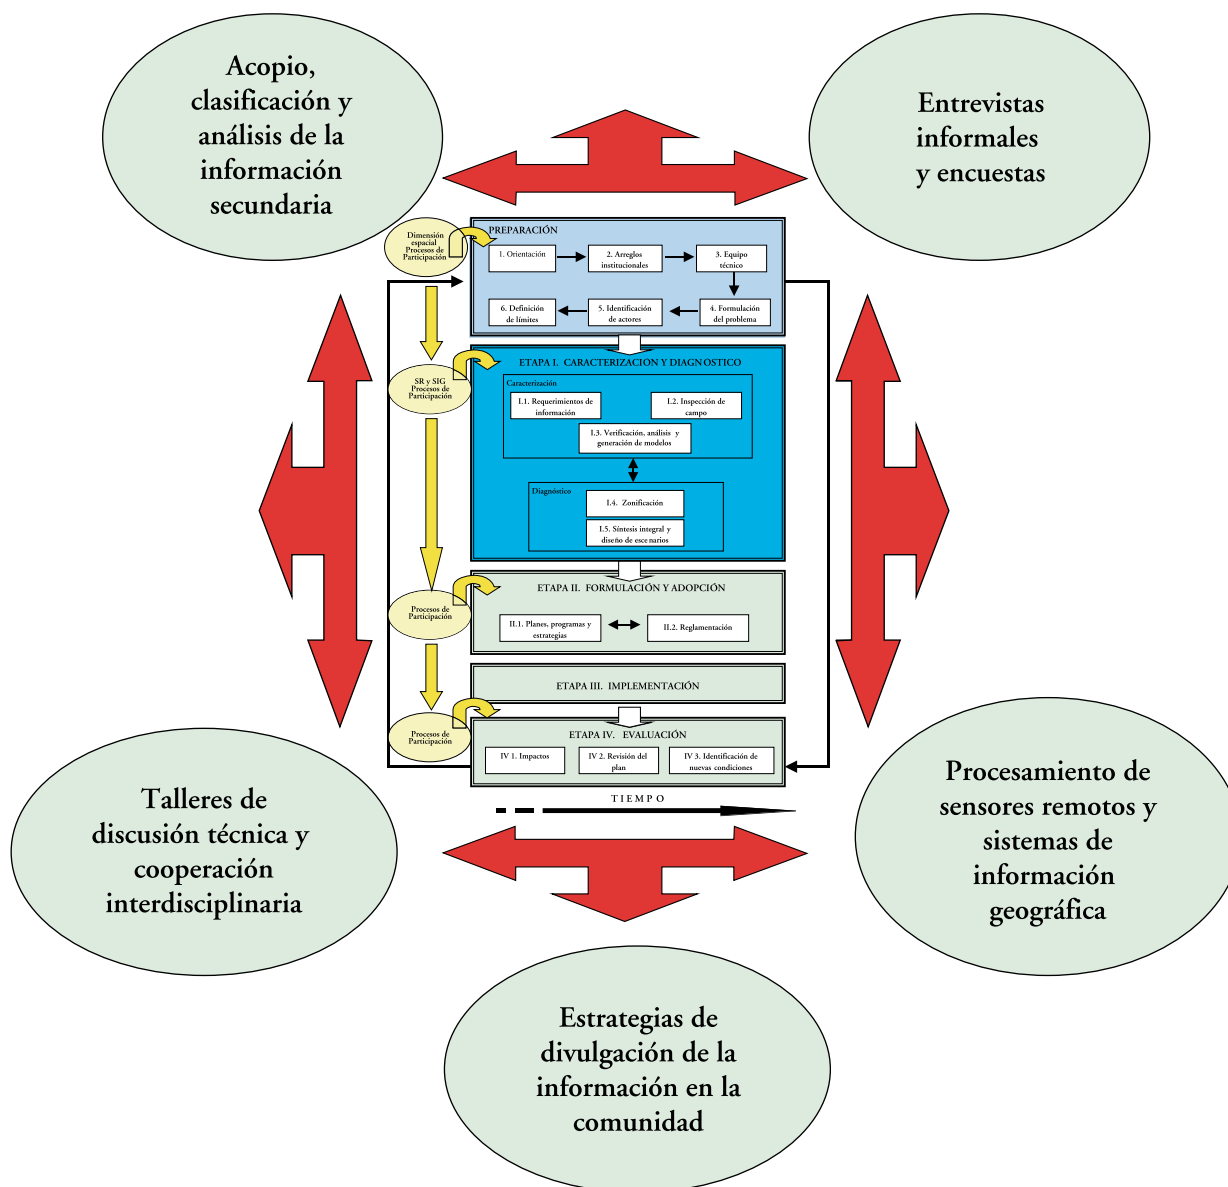 Acopio,
clasificación y
análisis de la
información
secundaria
Entrevistas
informales
y encuestas
Dimensión
espacial
Procesos de
Participación
PREPARACIÓN
1. Orientación
2. Arreglos
institucionales
3. Equipo
técnico
6. Definición
de límites
5. Identificación
de actores
4. Formulación
del problema
SR y SIG
Procesos de
Participación
ETAPA I. CARACTERIZACIÓN Y DIAGNÓSTICO
Caracterización
I.1. Requerimientos de
información
I.2. Inspección de
campo
I.3. Verificación, análisis y
generación de modelos
Diagnóstico
I.4. Zonificación
I.5. Síntesis integral y
diseño de escenarios
Procesos de
Participación
ETAPA II. FORMULACIÓN Y ADOPCIÓN
II.1. Planes, programas y
estrategias
II.2. Reglamentación
ETAPA III. IMPLEMENTACIÓN
Procesos de
Participación
ETAPA IV. EVALUACIÓN
IV 1. Impactos
IV 2. Revisión del
plan
IV 3. Identificación de
nuevas condiciones
TIEMPO
Talleres de
discusión técnica y
cooperación
interdisciplinaria
Procesamiento de
sensores remotos y
sistemas de
información
geográfica
Estrategias de
divulgación de la
información en la
comunidad